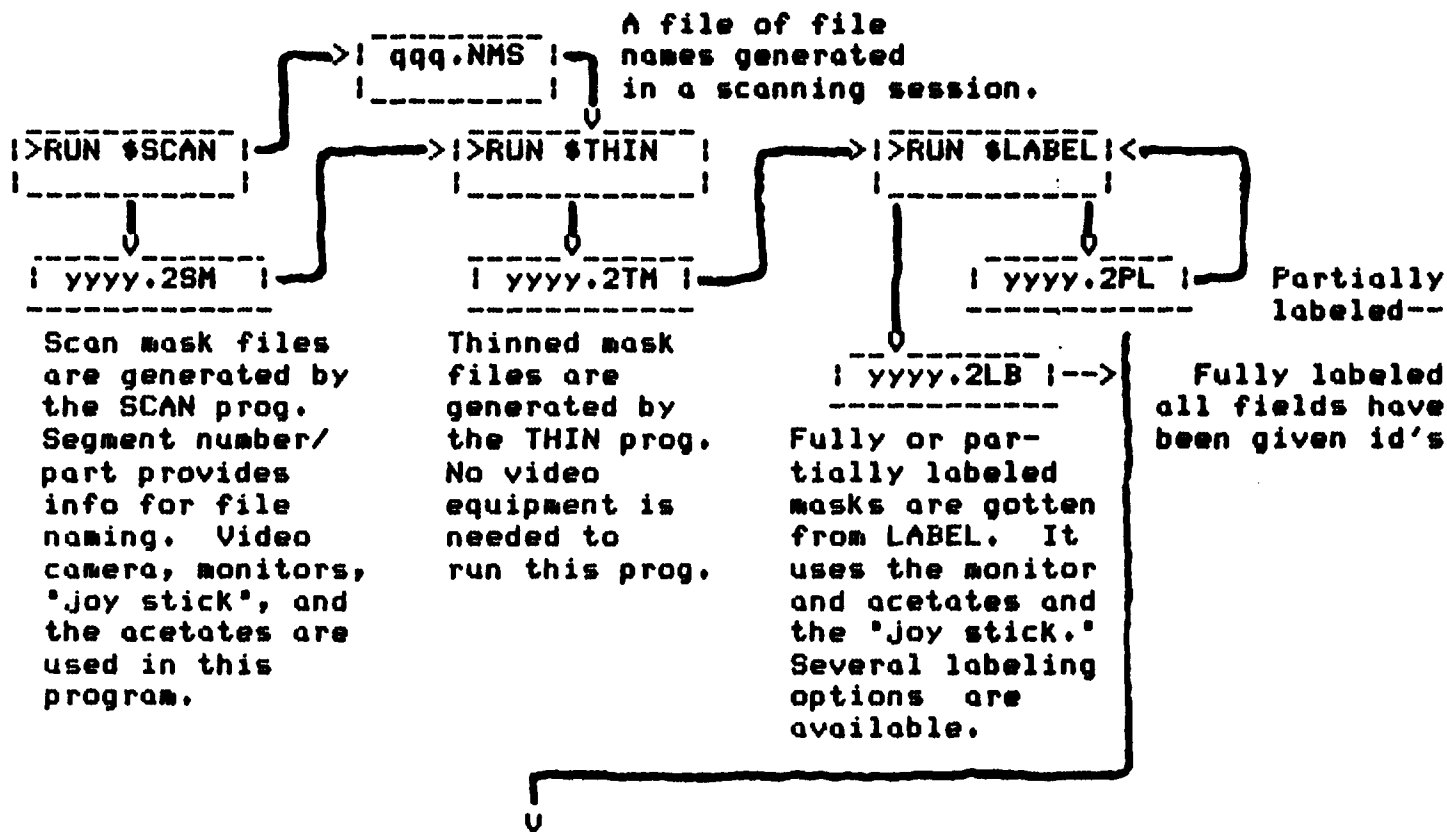 A file of file
names generated
in a scanning session.
qqq.NMS
>RUN $SCAN
>RUN $THIN
>RUN $LABEL
yyyy.2SM
yyyy.2TM
yyyy.2PL
Partially
labeled--
Scan mask files
are generated by
the SCAN prog.
Segment number/
part provides
info for file
naming. Video
camera, monitors,
"joy stick", and
the acetates are
used in this
program.
Thinned mask
files are
generated by
the THIN prog.
No video
equipment is
needed to
run this prog.
yyyy.2LB
Fully labeled
all fields have
been given id's
Fully or par-
tially labeled
masks are gotten
from LABEL. It
uses the monitor
and acetates and
the "joy stick."
Several labeling
options are
available.